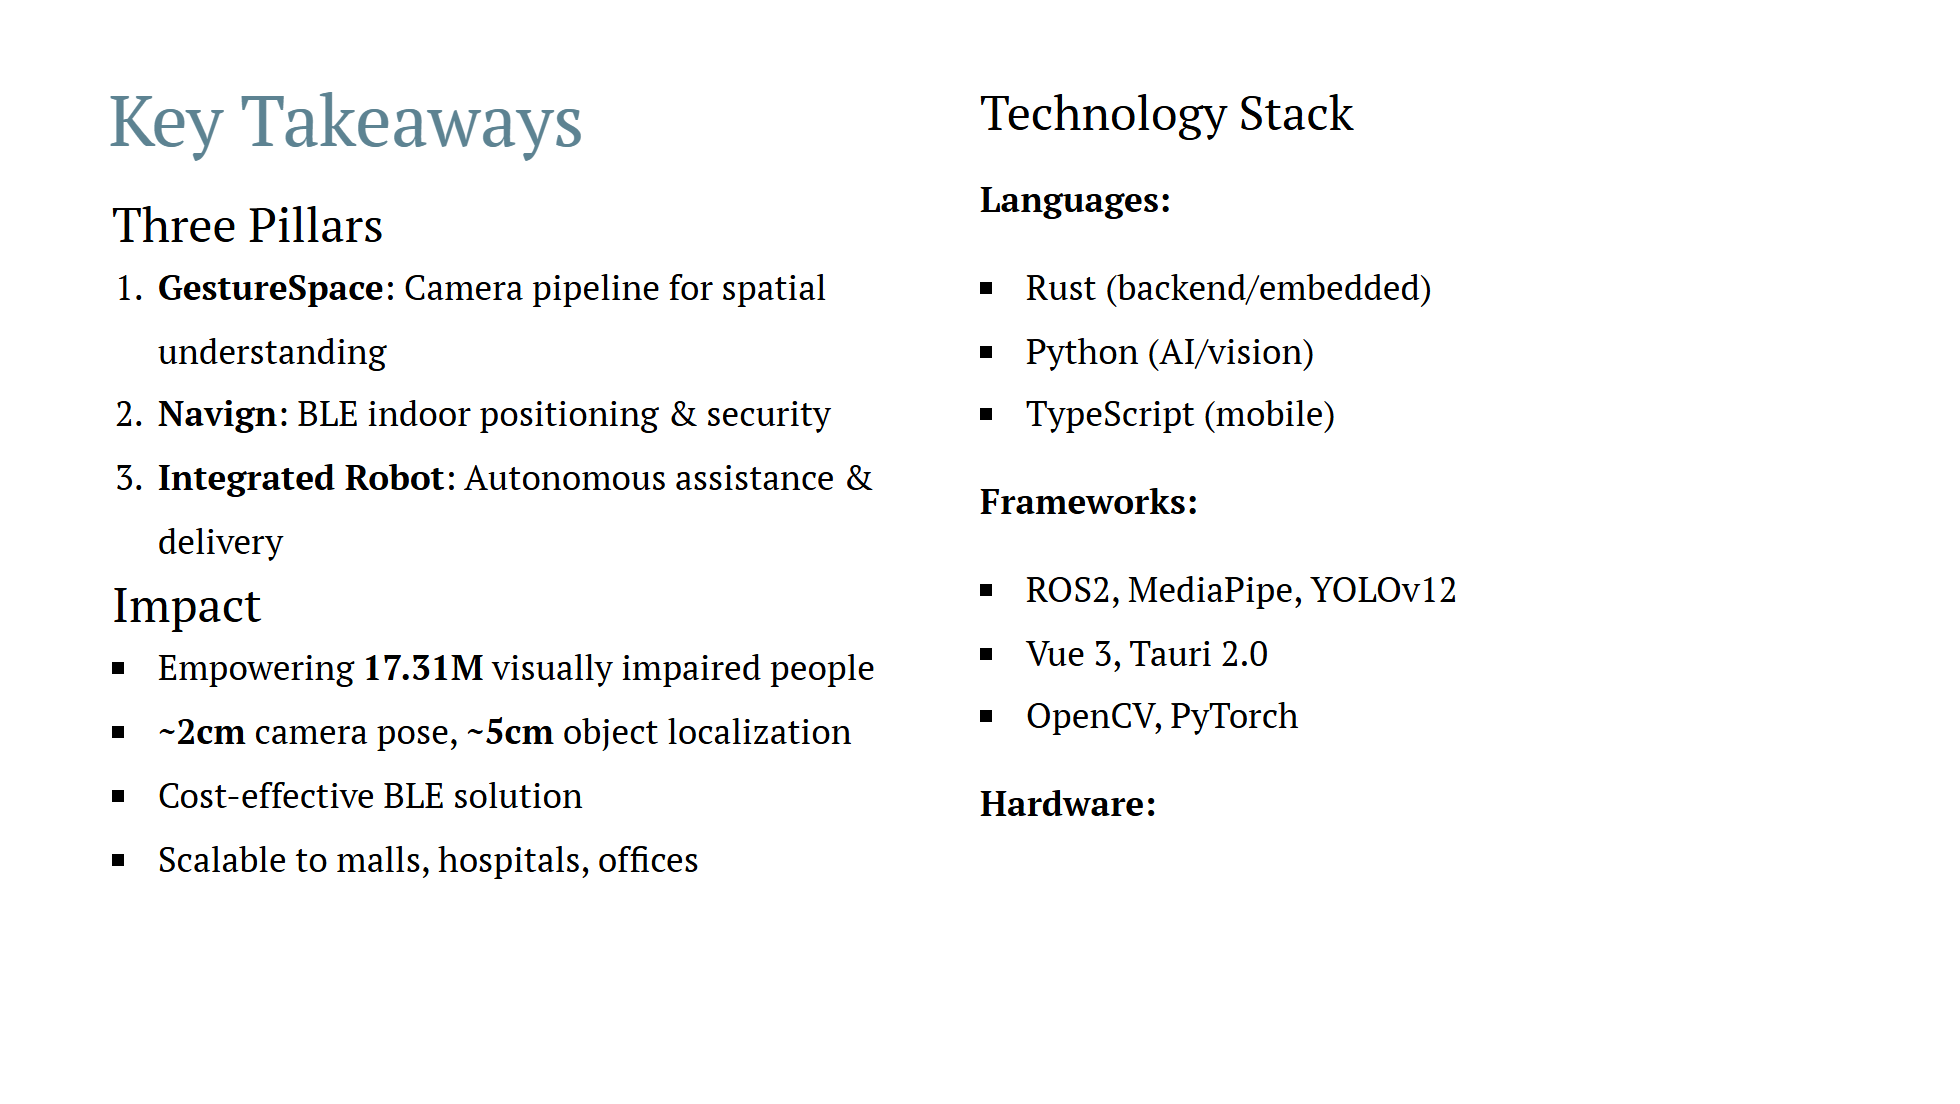 Key Takeaways
Three Pillars
1. GestureSpace: Camera pipeline for spatial
understanding
2. Navign: BLE indoor positioning & security
3. Integrated Robot: Autonomous assistance &
delivery
Impact
▪ Empowering 17.31M visually impaired people
▪ ~2cm camera pose, ~5cm object localization
▪ Cost-effective BLE solution
▪ Scalable to malls, hospitals, offices
Technology Stack
Languages:
▪ Rust (backend/embedded)
▪ Python (AI/vision)
▪ TypeScript (mobile)
Frameworks:
▪ ROS2, MediaPipe, YOLOv12
▪ Vue 3, Tauri 2.0
▪ OpenCV, PyTorch
Hardware: